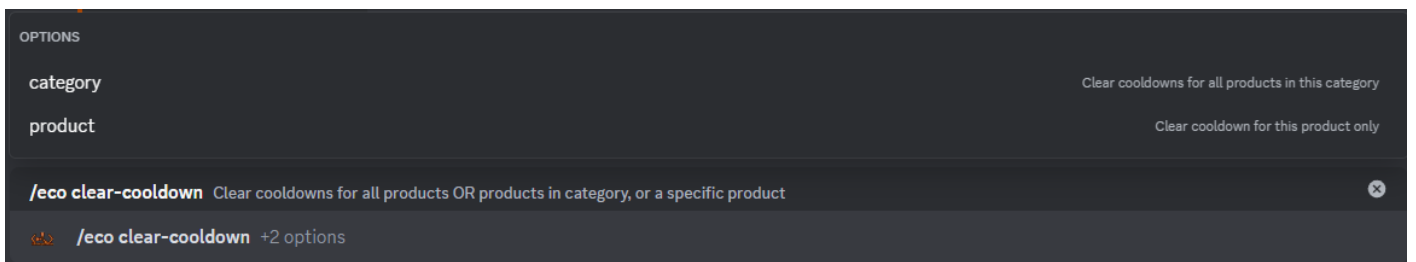 OPTIONS
category Clear cooldowns for all products in this category
product Clear cooldown for this product only
/eco clear-cooldown Clear cooldowns for all products OR products in category, or a specific product
/eco clear-cooldown +2 options